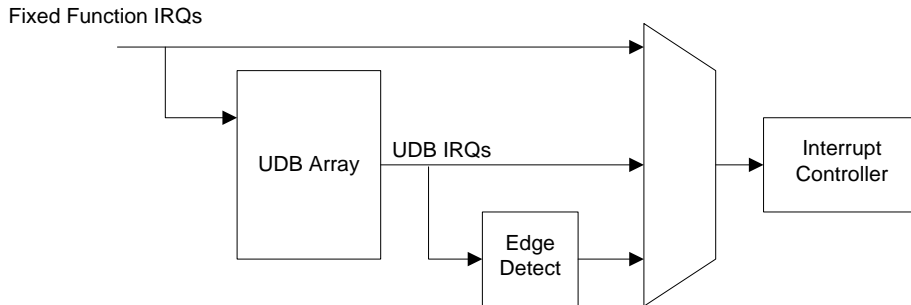 Fixed Function IRQs
UDB Array
UDB IRQs
Edge
Detect
Interrupt
Controller